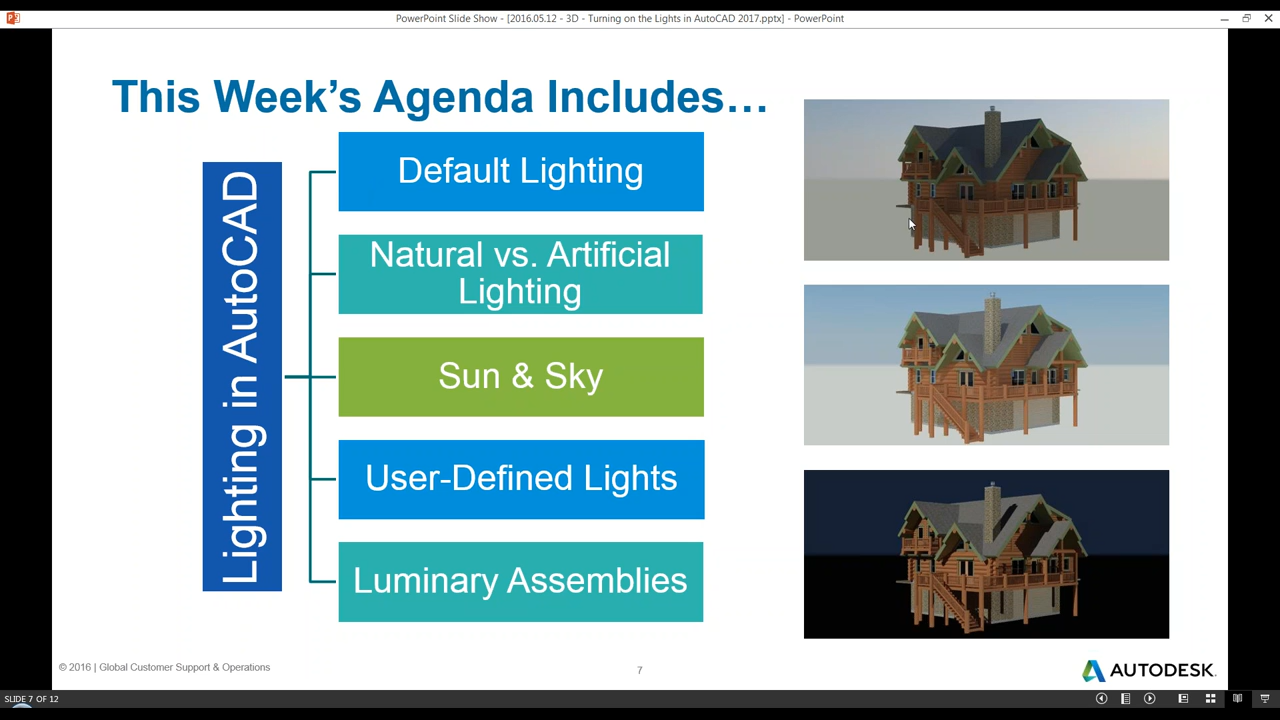 PowerPoint Slide Show - [2016.05.12 - 3D - Turning on the Lights in AutoCAD 2017.pptx] - PowerPoint
This Week's Agenda Includes…
Lighting in AutoCAD
Default Lighting
Natural vs. Artificial
Lighting
Sun & Sky
User-Defined Lights
Luminary Assemblies
© 2016 | Global Customer Support & Operations
7
AUTODESK.
SLIDE 7 OF 12